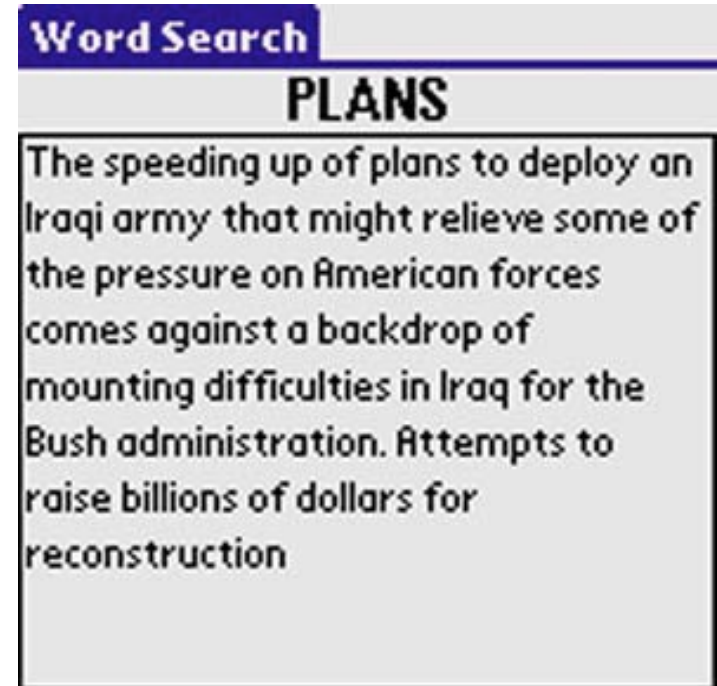 Word Search
PLANS
The speeding up of plans to deploy an
Iraqi army that might relieve some of
the pressure on American forces
comes against a backdrop of
mounting difficulties in Iraq for the
Bush administration. Attempts to
raise billions of dollars for
reconstruction